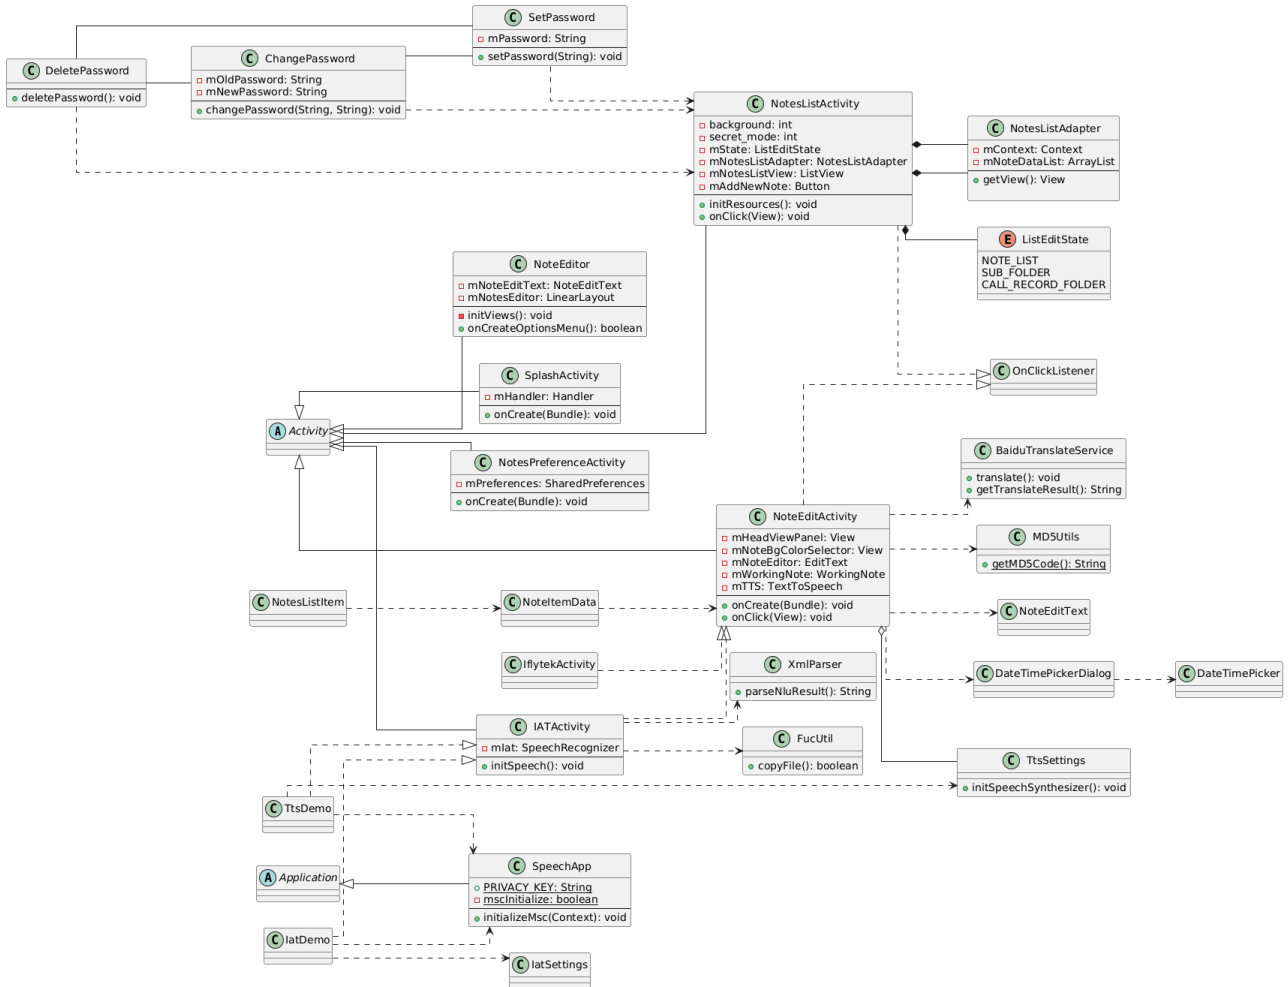 C SetPassword
mPassword: String
setPassword(String): void
C DeletePassword
deletePassword(): void
C ChangePassword
mOldPassword: String
mNewPassword: String
changePassword(String, String): void
C NotesListActivity
background: int
secret_mode: int
mState: ListEditState
mNotesListAdapter: NotesListAdapter
mNotesListView: ListView
mAddNewNote: Button
initResources(): void
onClick(View): void
C NotesListAdapter
mContext: Context
mNoteDataList: ArrayList
getView(): View
E ListEditState
NOTE_LIST
SUB_FOLDER
CALL_RECORD_FOLDER
C NoteEditor
mNoteEditText: NoteEditText
mNotesEditor: LinearLayout
initViews(): void
onCreateOptionsMenu(): boolean
C SplashActivity
mHandler: Handler
onCreate(Bundle): void
C OnClickListener
A Activity
C NotesPreferenceActivity
mPreferences: SharedPreferences
onCreate(Bundle): void
C BaiduTranslateService
translate(): void
getTranslateResult(): String
C NoteEditActivity
mHeadViewPanel: View
mNoteBgColorSelector: View
mNoteEditor: EditText
mWorkingNote: WorkingNote
mTTS: TextToSpeech
onCreate(Bundle): void
onClick(View): void
C MD5Utils
getMD5Code(): String
C NotesListItem
C NoteItemData
C NoteEditText
C IflytekActivity
C XmlParser
parseNluResult(): String
C DateTimePickerDialog
C DateTimePicker
C IATActivity
mIat: SpeechRecognizer
initSpeech(): void
C FucUtil
copyFile(): boolean
C TtsSettings
initSpeechSynthesizer(): void
C TtsDemo
A Application
C SpeechApp
PRIVACY_KEY: String
mscInitialize: boolean
initializeMsc(Context): void
C IatDemo
C IatSettings